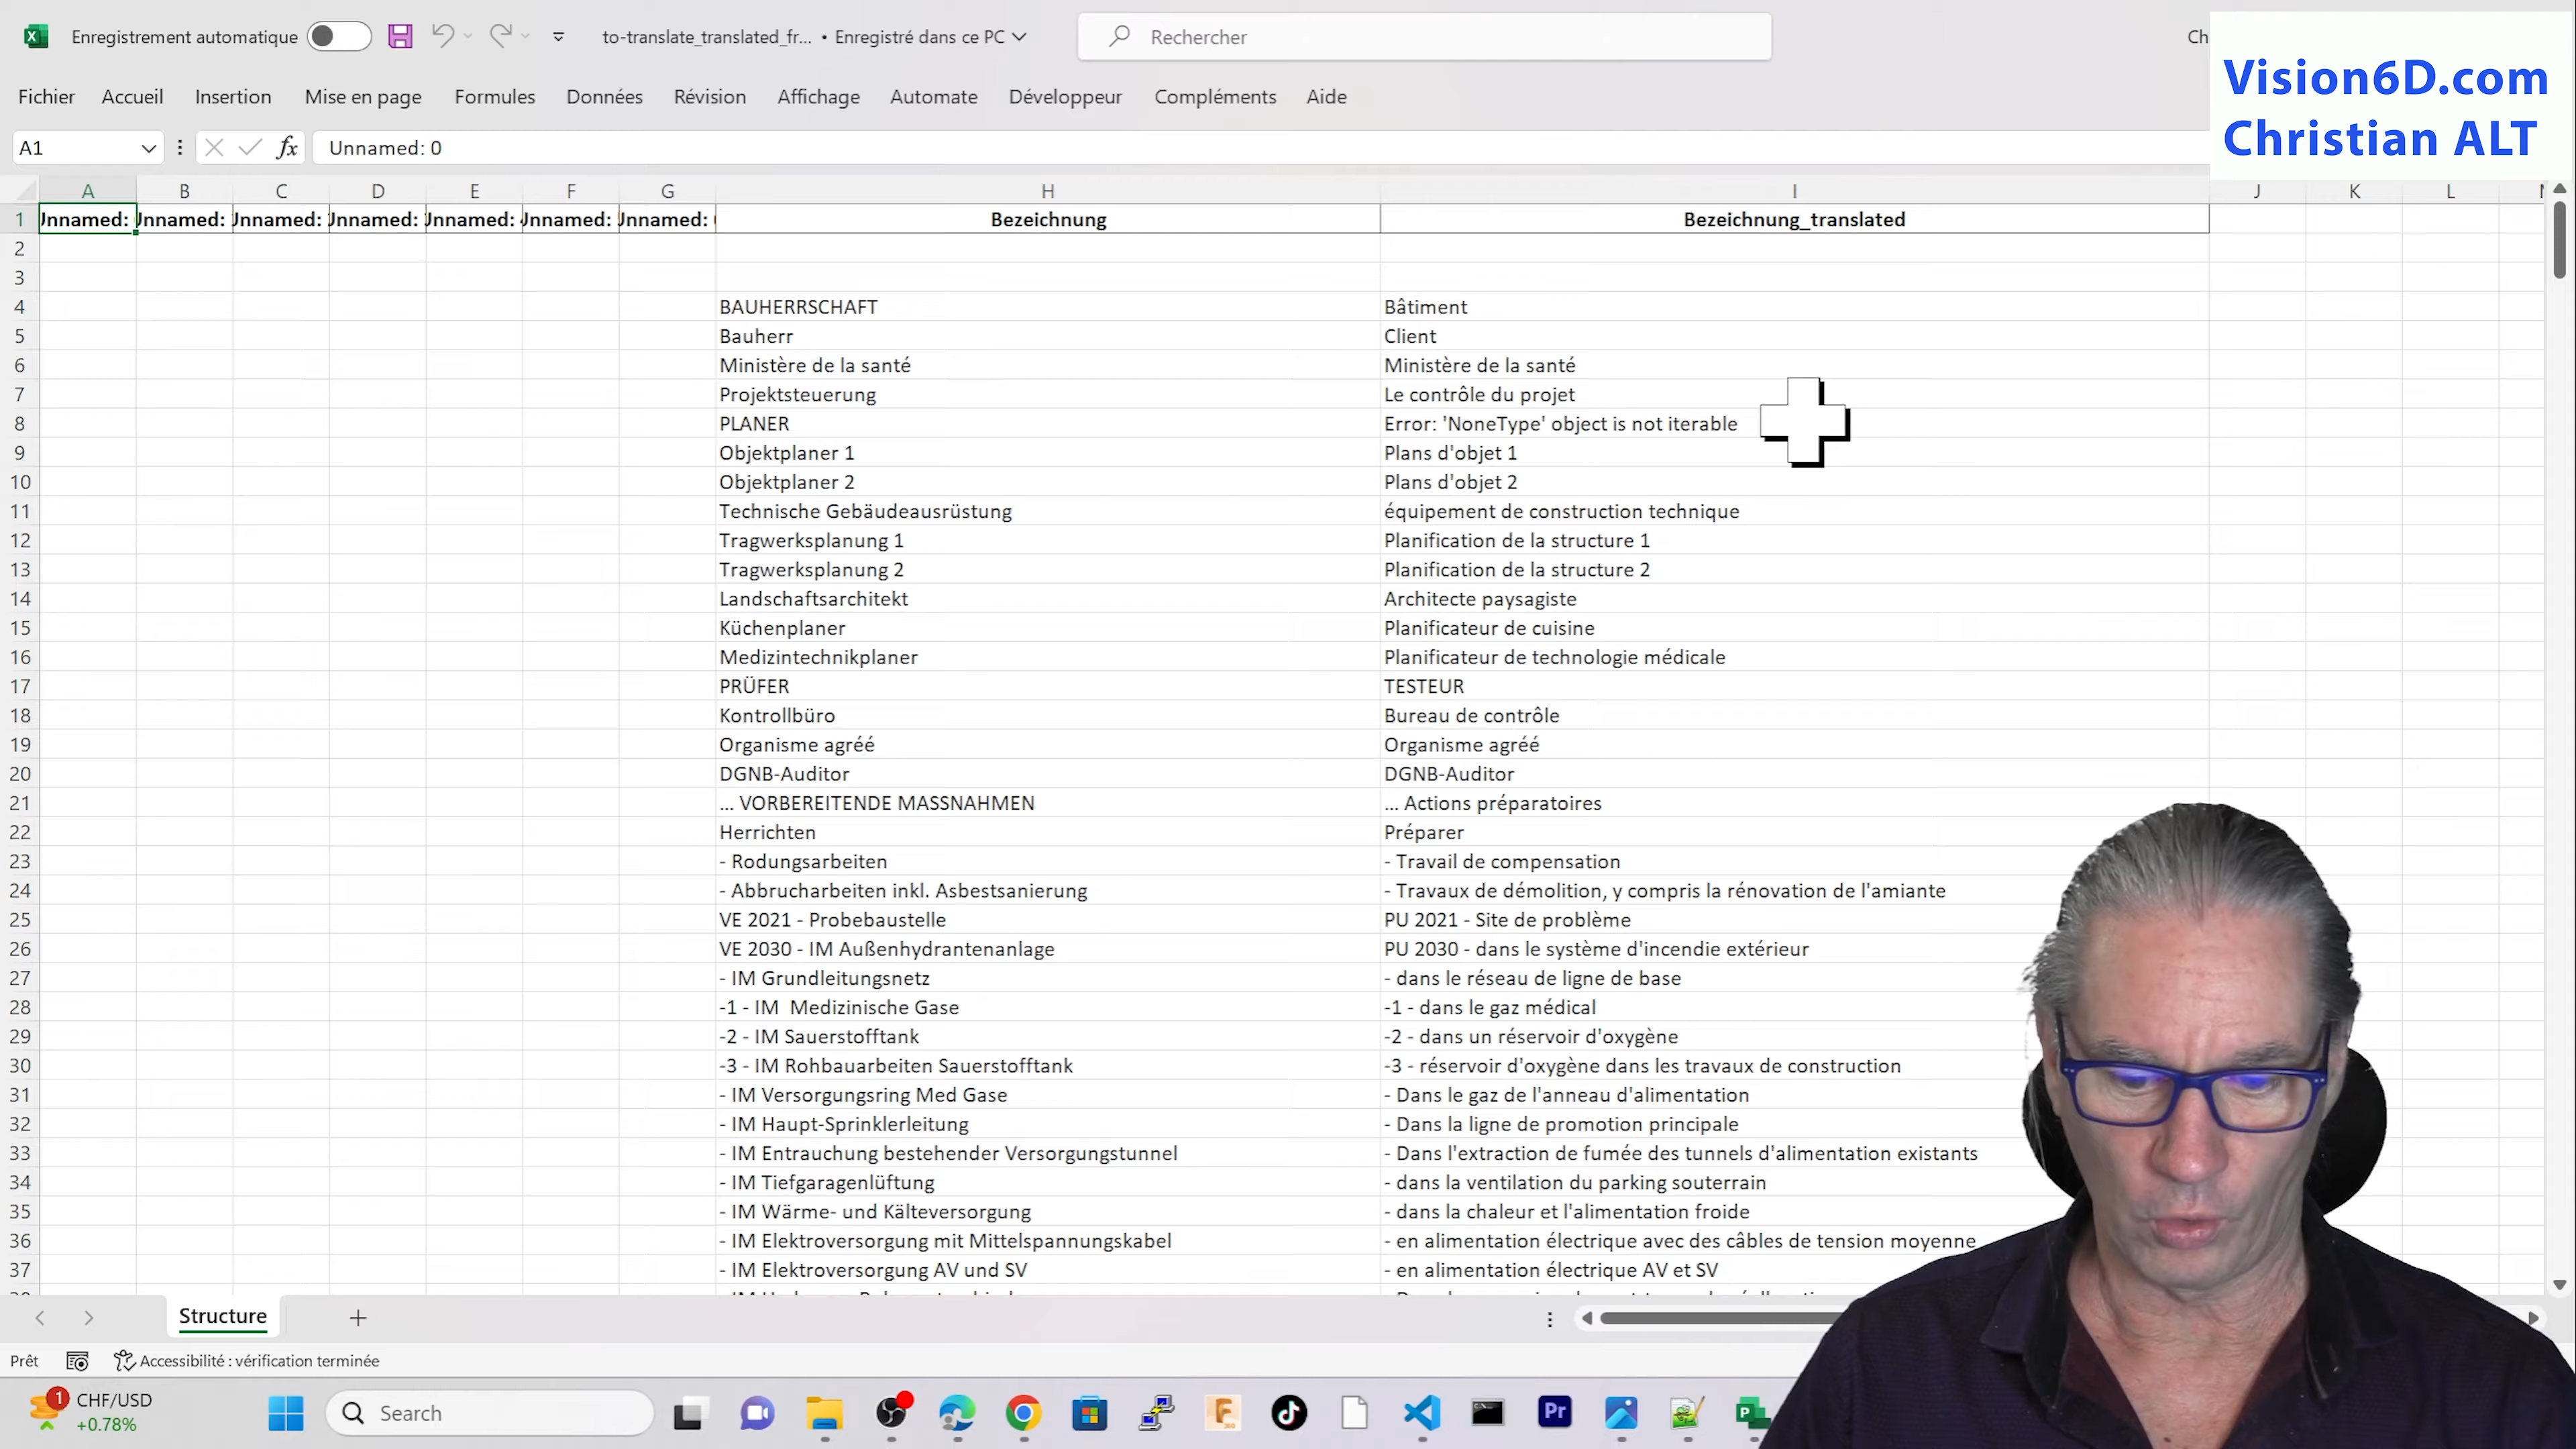 Enregistrement automatique
to-translate_translated_fr... • Enregistré dans ce PC
Rechercher
Ch
Vision6D.com
Christian ALT
Fichier Accueil Insertion Mise en page Formules Données Révision Affichage Automate Développeur Compléments Aide
A1 fx Unnamed: 0
A B C D E F G H I J K L
1 Unnamed: Unnamed: Unnamed: Unnamed: Unnamed: Unnamed: Unnamed: Bezeichnung Bezeichnung_translated
2
3
4 BAUHERRSCHAFT Bâtiment
5 Bauherr Client
6 Ministère de la santé Ministère de la santé
7 Projektsteuerung Le contrôle du projet
8 PLANER Error: 'NoneType' object is not iterable
9 Objektplaner 1 Plans d'objet 1
10 Objektplaner 2 Plans d'objet 2
11 Technische Gebäudeausrüstung équipement de construction technique
12 Tragwerksplanung 1 Planification de la structure 1
13 Tragwerksplanung 2 Planification de la structure 2
14 Landschaftsarchitekt Architecte paysagiste
15 Küchenplaner Planificateur de cuisine
16 Medizintechnikplaner Planificateur de technologie médicale
17 PRÜFER TESTEUR
18 Kontrollbüro Bureau de contrôle
19 Organisme agréé Organisme agréé
20 DGNB-Auditor DGNB-Auditor
21 ... VORBEREITENDE MASSNAHMEN ... Actions préparatoires
22 Herrichten Préparer
23 - Rodungsarbeiten - Travail de compensation
24 - Abbrucharbeiten inkl. Asbestsanierung - Travaux de démolition, y compris la rénovation de l'amiante
25 VE 2021 - Probebaustelle PU 2021 - Site de problème
26 VE 2030 - IM Außenhydrantenanlage PU 2030 - dans le système d'incendie extérieur
27 - IM Grundleitungsnetz - dans le réseau de ligne de base
28 -1 - IM  Medizinische Gase -1 - dans le gaz médical
29 -2 - IM Sauerstofftank -2 - dans un réservoir d'oxygène
30 -3 - IM Rohbauarbeiten Sauerstofftank -3 - réservoir d'oxygène dans les travaux de construction
31 - IM Versorgungsring Med Gase - Dans le gaz de l'anneau d'alimentation
32 - IM Haupt-Sprinklerleitung - Dans la ligne de promotion principale
33 - IM Entrauchung bestehender Versorgungstunnel - Dans l'extraction de fumée des tunnels d'alimentation existants
34 - IM Tiefgaragenlüftung - dans la ventilation du parking souterrain
35 - IM Wärme- und Kälteversorgung - dans la chaleur et l'alimentation froide
36 - IM Elektroversorgung mit Mittelspannungskabel - en alimentation électrique avec des câbles de tension moyenne
37 - IM Elektroversorgung AV und SV - en alimentation électrique AV et SV
Structure
Prêt Accessibilité : vérification terminée
1 CHF/USD
+0.78%
Search
Pr